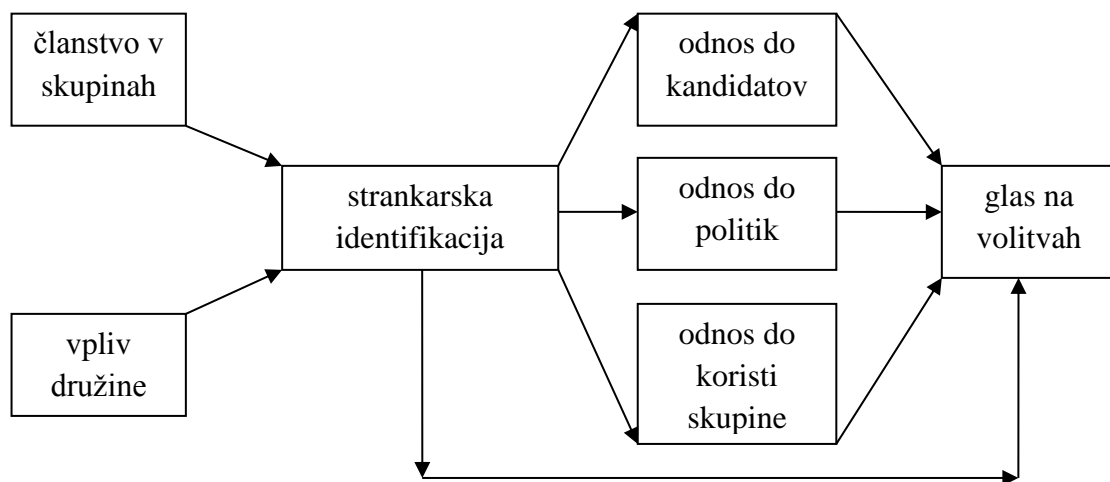 članstvo v
skupinah
vpliv
družine
strankarska
identifikacija
odnos do
kandidatov
odnos do
politik
odnos do
koristi
skupine
glas na
volitvah